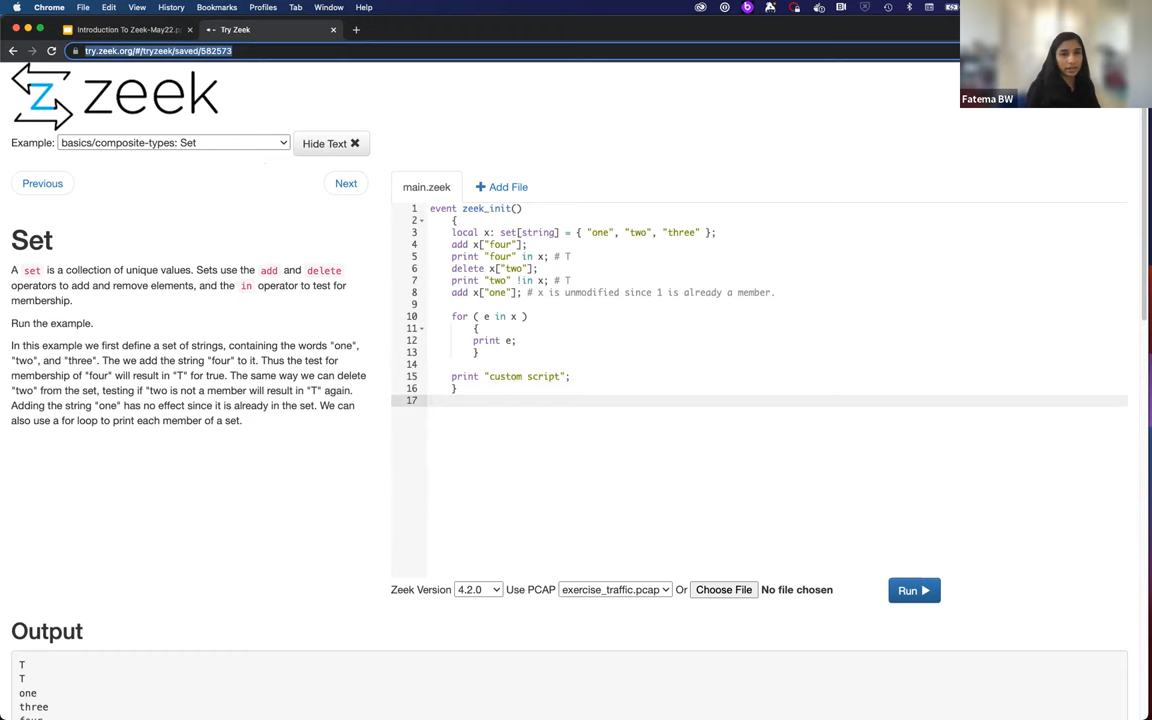 Chrome File Edit View History Bookmarks Profiles Tab Window Help
Introduction To Zeek-May22.p
Try Zeek
try.zeek.org/#/tryzeek/saved/582573
zeek
Fatema BW
Example: basics/composite-types: Set
Hide Text ✖
Previous
Next
Set
A set is a collection of unique values. Sets use the add and delete
operators to add and remove elements, and the in operator to test for
membership.
Run the example.
In this example we first define a set of strings, containing the words "one",
"two", and "three". The we add the string "four" to it. Thus the test for
membership of "four" will result in "T" for true. The same way we can delete
"two" from the set, testing if "two is not a member will result in "T" again.
Adding the string "one" has no effect since it is already in the set. We can
also use a for loop to print each member of a set.
main.zeek
Add File
1 event zeek_init()
2 {
3 local x: set[string] = { "one", "two", "three" };
4 add x["four"];
5 print "four" in x; # T
6 delete x["two"];
7 print "two" !in x; # T
8 add x["one"]; # x is unmodified since 1 is already a member.
9
10 for ( e in x )
11 {
12 print e;
13 }
14
15 print "custom script";
16 }
17
Zeek Version 4.2.0 Use PCAP exercise_traffic.pcap Or Choose File No file chosen
Run
Output
T
T
one
three
four